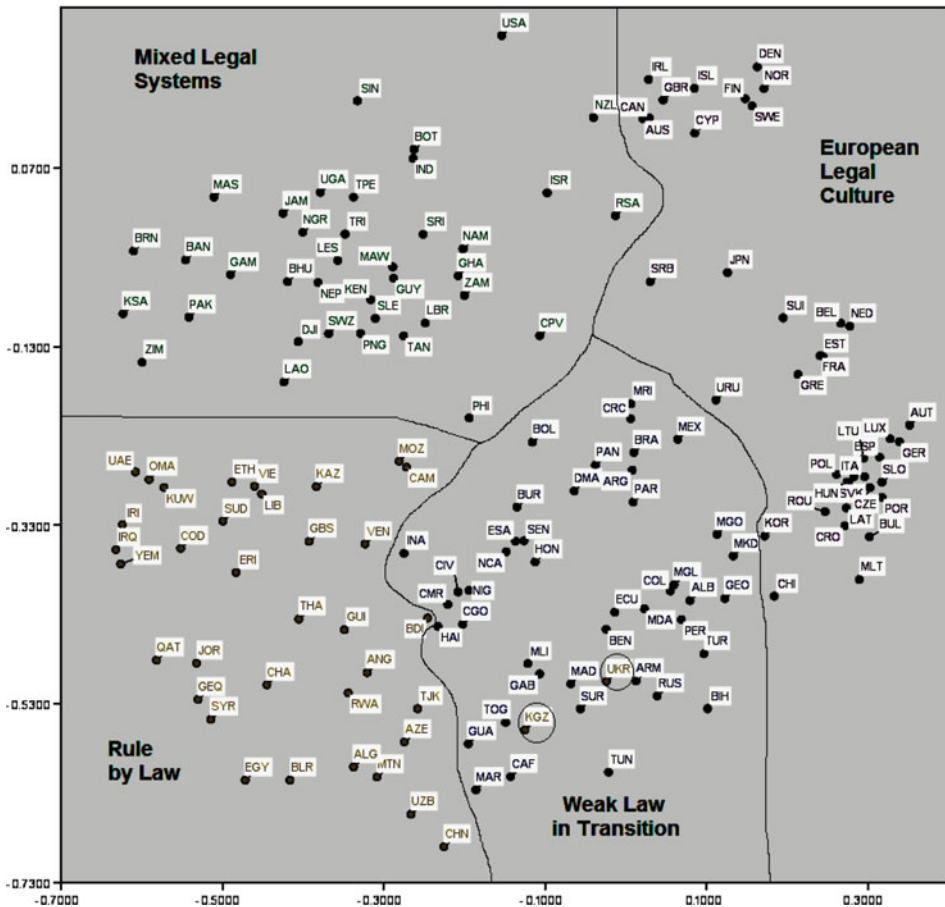 USA
Mixed Legal
Systems
DEN
IRL
ISL
NOR
GBR
FIN
SIN
NZL
CAN
AUS
CYP
SWE
BOT
IND
European
Legal
Culture
0.0700
MAS
UGA
TPE
ISR
JAM
RSA
NGR
TRI
SRI
BRN
BAN
GAM
LES
MAW
NAM
GHA
JPN
BHU
NEP
KEN
GUY
ZAM
SRB
KSA
PAK
SLE
LBR
SUI
BEL
NED
SWZ
DJI
PNG
TAN
CPV
-0.1300
EST
FRA
ZIM
LAO
GRE
URU
MRI
CRC
PHI
AUT
BOL
BRA
MEX
LTU
LUX
GER
ESP
UAE
OMA
KUW
ETH
VIE
LIB
KAZ
MOZ
CAM
PAN
DMA
ARG
PAR
POL
ITA
SLO
HUN
SVK
ROU
CZE
POR
IRI
SUD
BUR
-0.3300
IRQ
YEM
COD
GBS
VEN
INA
ESA
SEN
NCA
HON
MGO
MKD
KOR
CRO
LAT
BUL
ERI
CIV
NIG
CMR
CGO
MLT
COL
MGL
ALB
GEO
CHI
THA
GUI
BDI
HAI
ECU
MDA
PER
BEN
TUR
QAT
JOR
GEQ
SYR
CHA
ANG
RWA
MLI
GAB
MAD
UKR
ARM
RUS
BIH
SUR
-0.5300
TJK
TOG
KGZ
AZE
GUA
Rule
by Law
EGY
BLR
ALG
MTN
MAR
CAF
TUN
UZB
Weak Law
in Transition
CHN
-0.7300
-0.7000
-0.5000
-0.3000
-0.1000
0.1000
0.3000